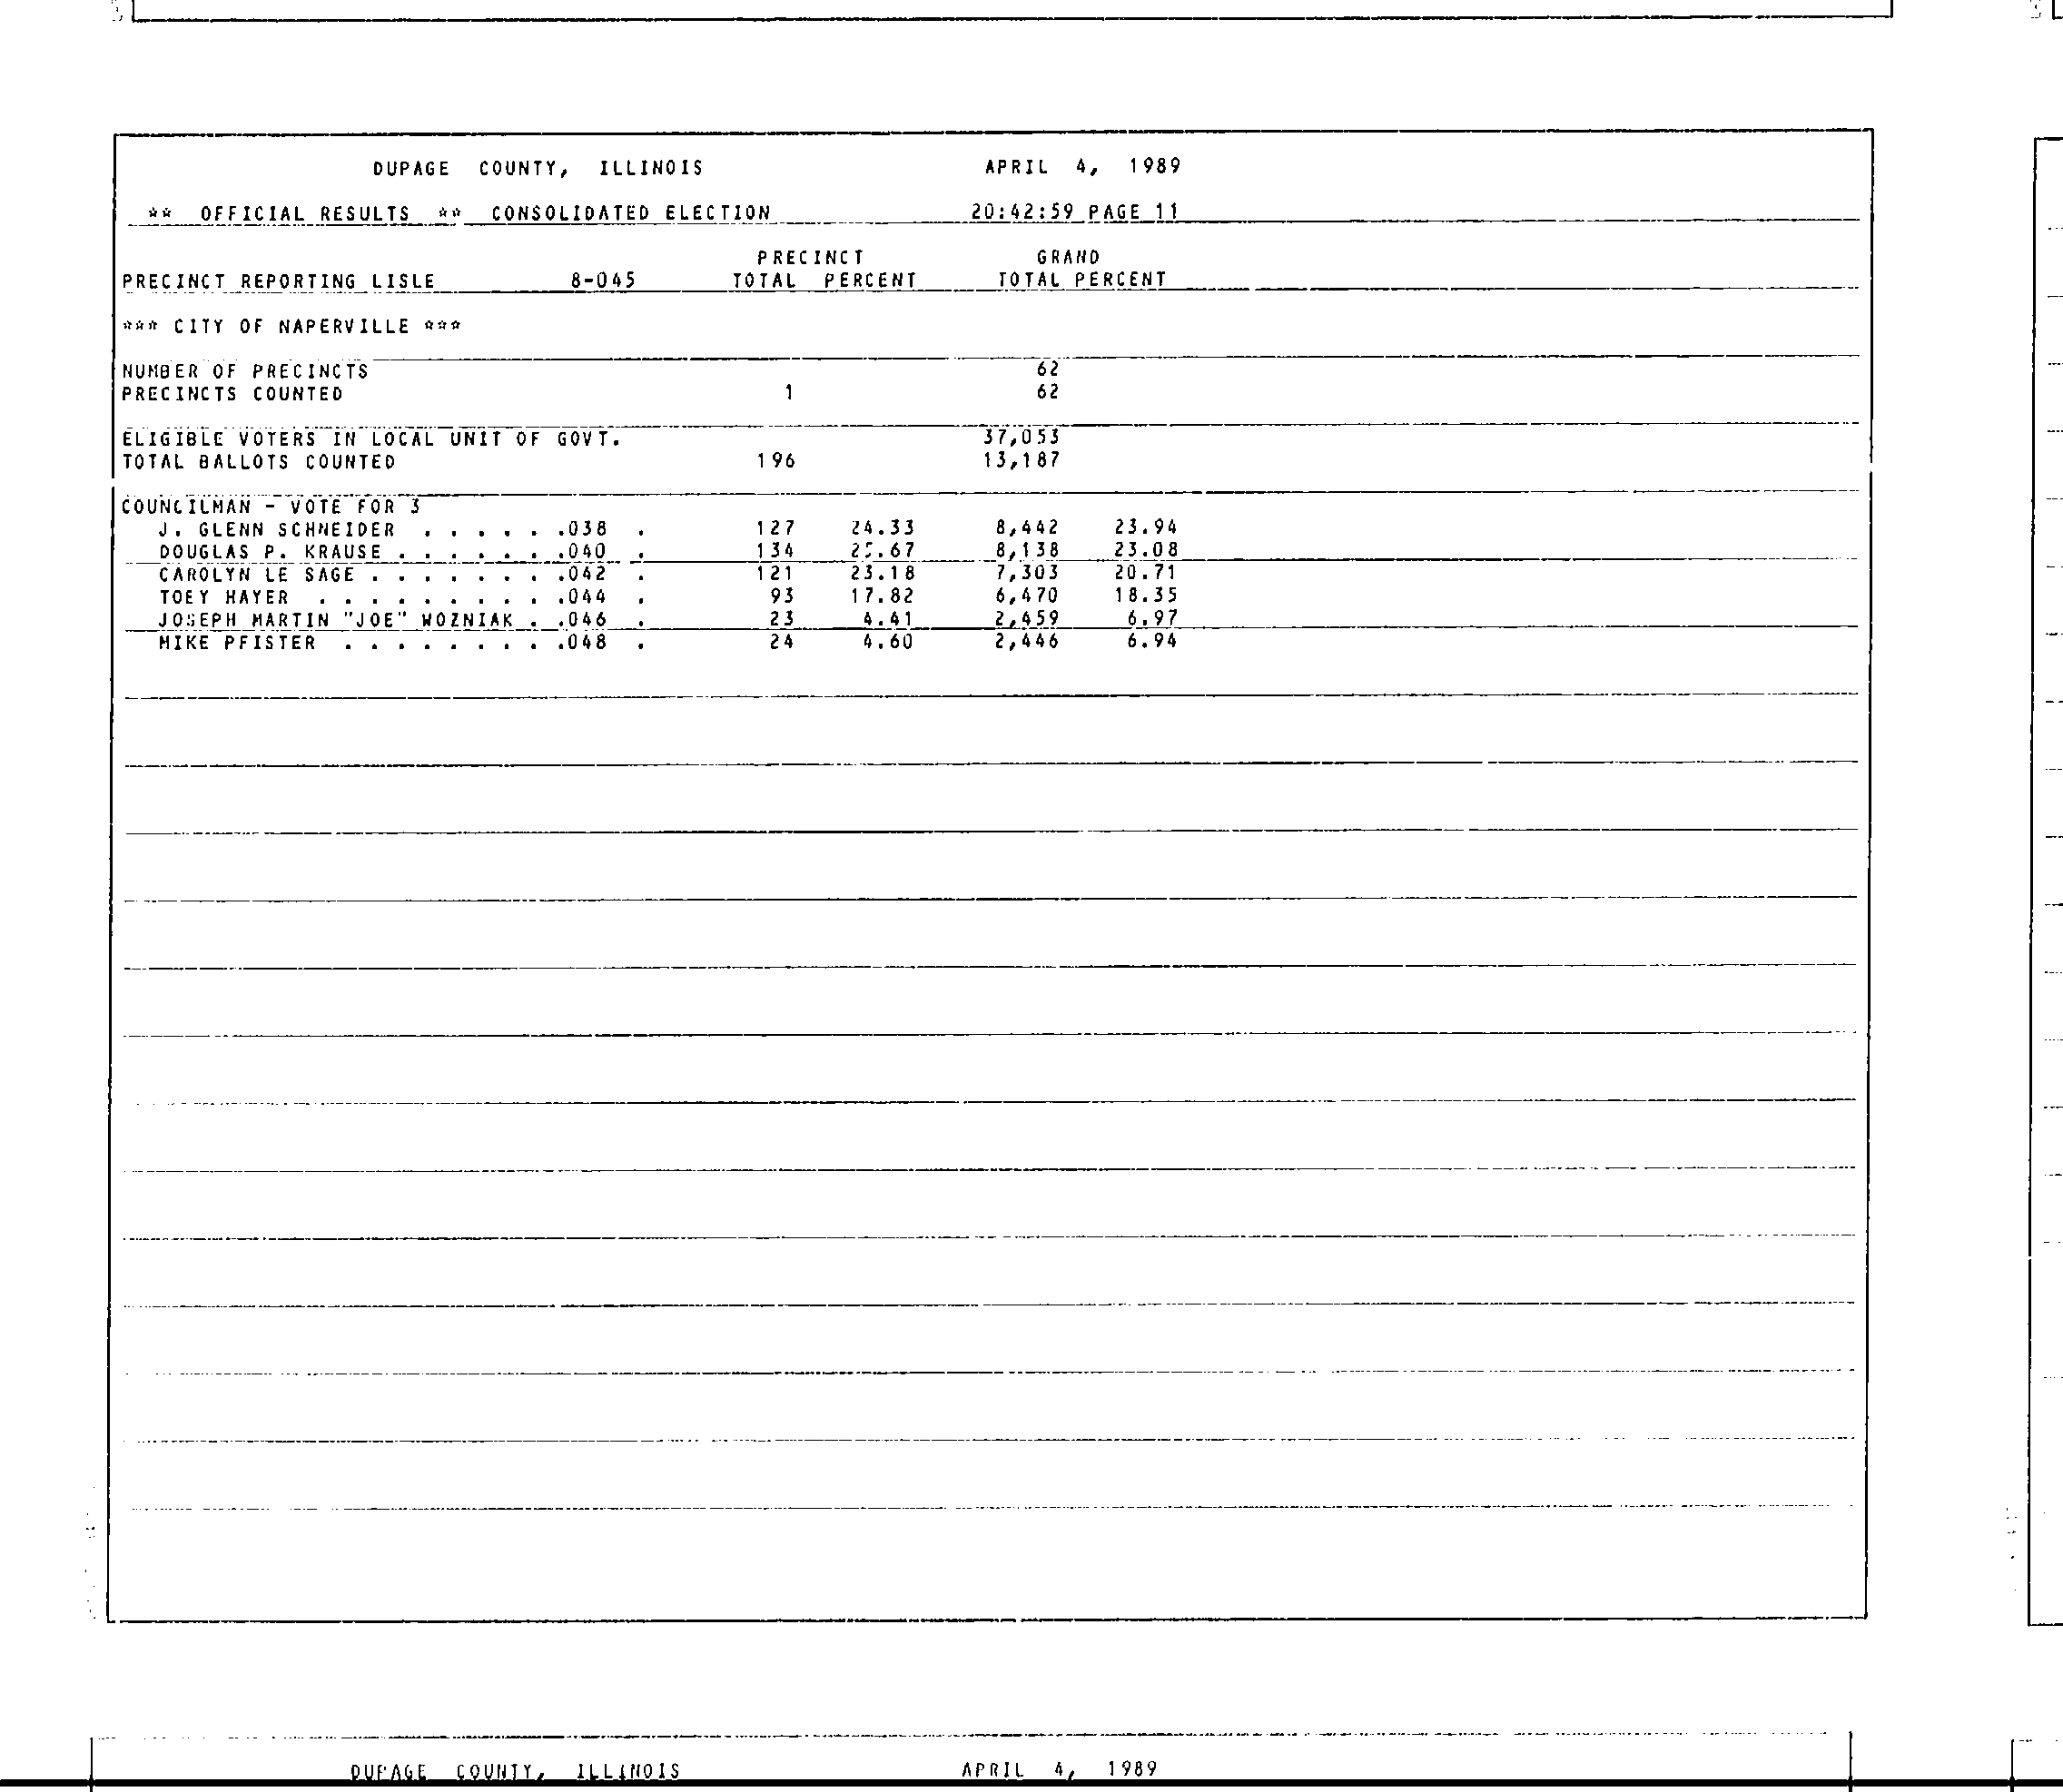 DUPAGE COUNTY, ILLINOIS APRIL 4, 1989
** OFFICIAL RESULTS ** CONSOLIDATED ELECTION 20:42:59 PAGE 11
PRECINCT GRAND
PRECINCT REPORTING LISLE 8-045 TOTAL PERCENT TOTAL PERCENT
*** CITY OF NAPERVILLE ***
NUMBER OF PRECINCTS 62
PRECINCTS COUNTED 1 62
ELIGIBLE VOTERS IN LOCAL UNIT OF GOVT. 37,053
TOTAL BALLOTS COUNTED 196 13,187
COUNCILMAN - VOTE FOR 3
J. GLENN SCHNEIDER . . . . . .038 . 127 24.33 8,442 23.94
DOUGLAS P. KRAUSE . . . . . . .040 . 134 25.67 8,138 23.08
CAROLYN LE SAGE . . . . . . . .042 . 121 23.18 7,303 20.71
TOEY HAYER . . . . . . . . . .044 . 93 17.82 6,470 18.35
JOSEPH MARTIN "JOE" WOZNIAK . .046 . 23 4.41 2,459 6.97
MIKE PFISTER . . . . . . . . .048 . 24 4.60 2,446 6.94
DUPAGE COUNTY, ILLINOIS APRIL 4, 1989